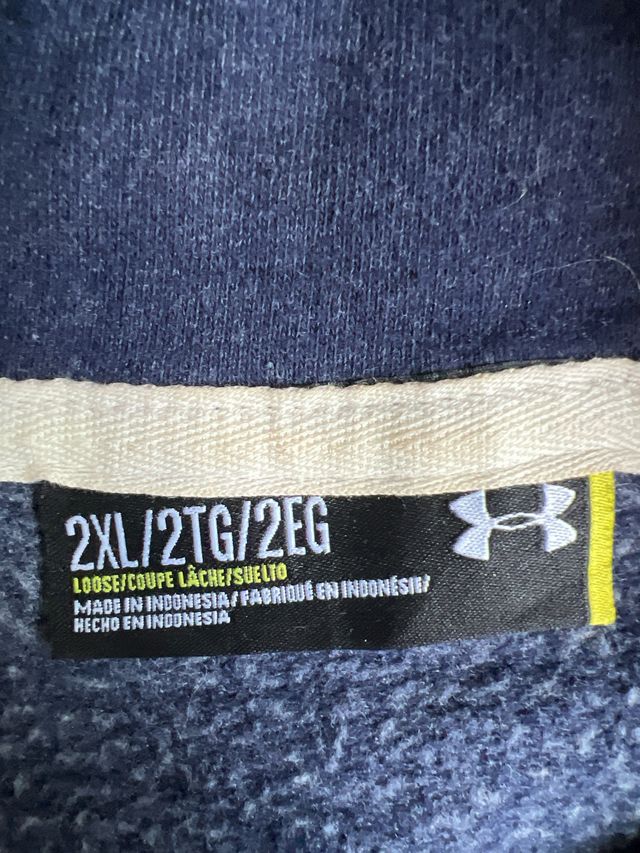 2XL/2TG/2EG
LOOSE/COUPE LÂCHE/SUELTO
MADE IN INDONESIA/FABRIQUÉ EN INDONÉSIE/
HECHO EN INDONESIA